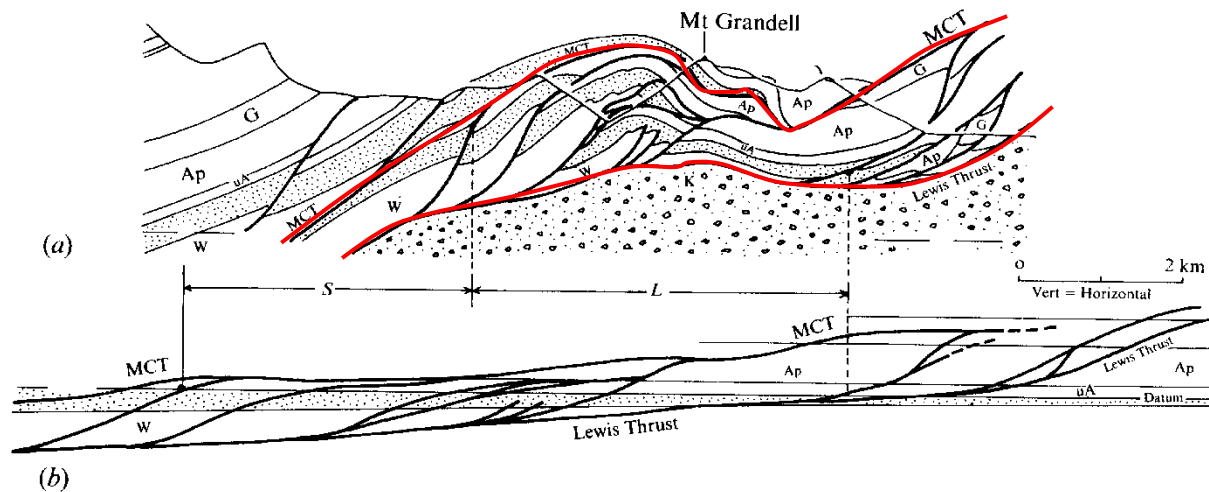 Mt Grandell
MCT
MCT
G
G
Ap
Ap
Ap
Ap
uA
uA
G
Ap
W
W
K
Lewis Thrust
MCT
W
(a)
S
L
0 2 km
Vert = Horizontal
MCT
MCT
Ap
Lewis Thrust
Ap
uA
Datum
W
Lewis Thrust
(b)